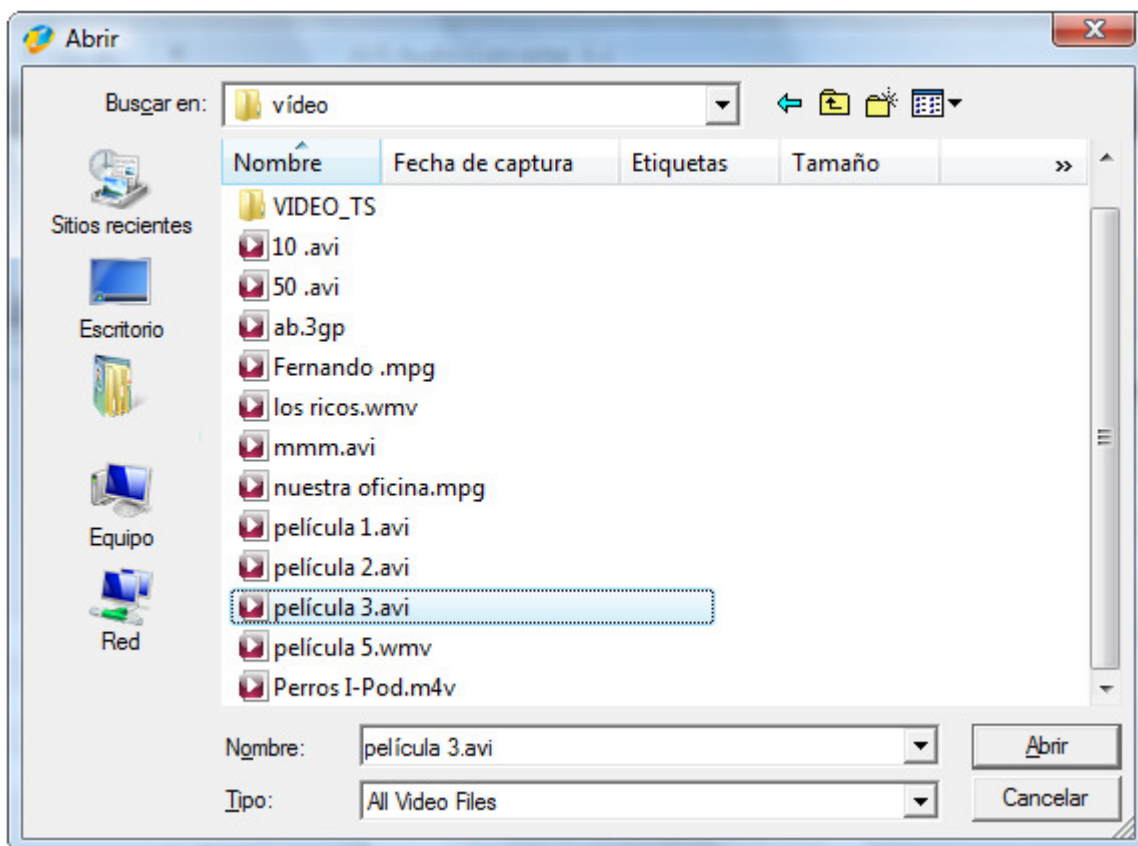 Abrir
Buscar en: vídeo
Nombre Fecha de captura Etiquetas Tamaño »
VIDEO_TS
10 .avi
50 .avi
ab.3gp
Fernando .mpg
los ricos.wmv
mmm.avi
nuestra oficina.mpg
película 1.avi
película 2.avi
película 3.avi
película 5.wmv
Perros I-Pod.m4v
Sitios recientes
Escritorio
Equipo
Red
Nombre: película 3.avi Abrir
Tipo: All Video Files Cancelar